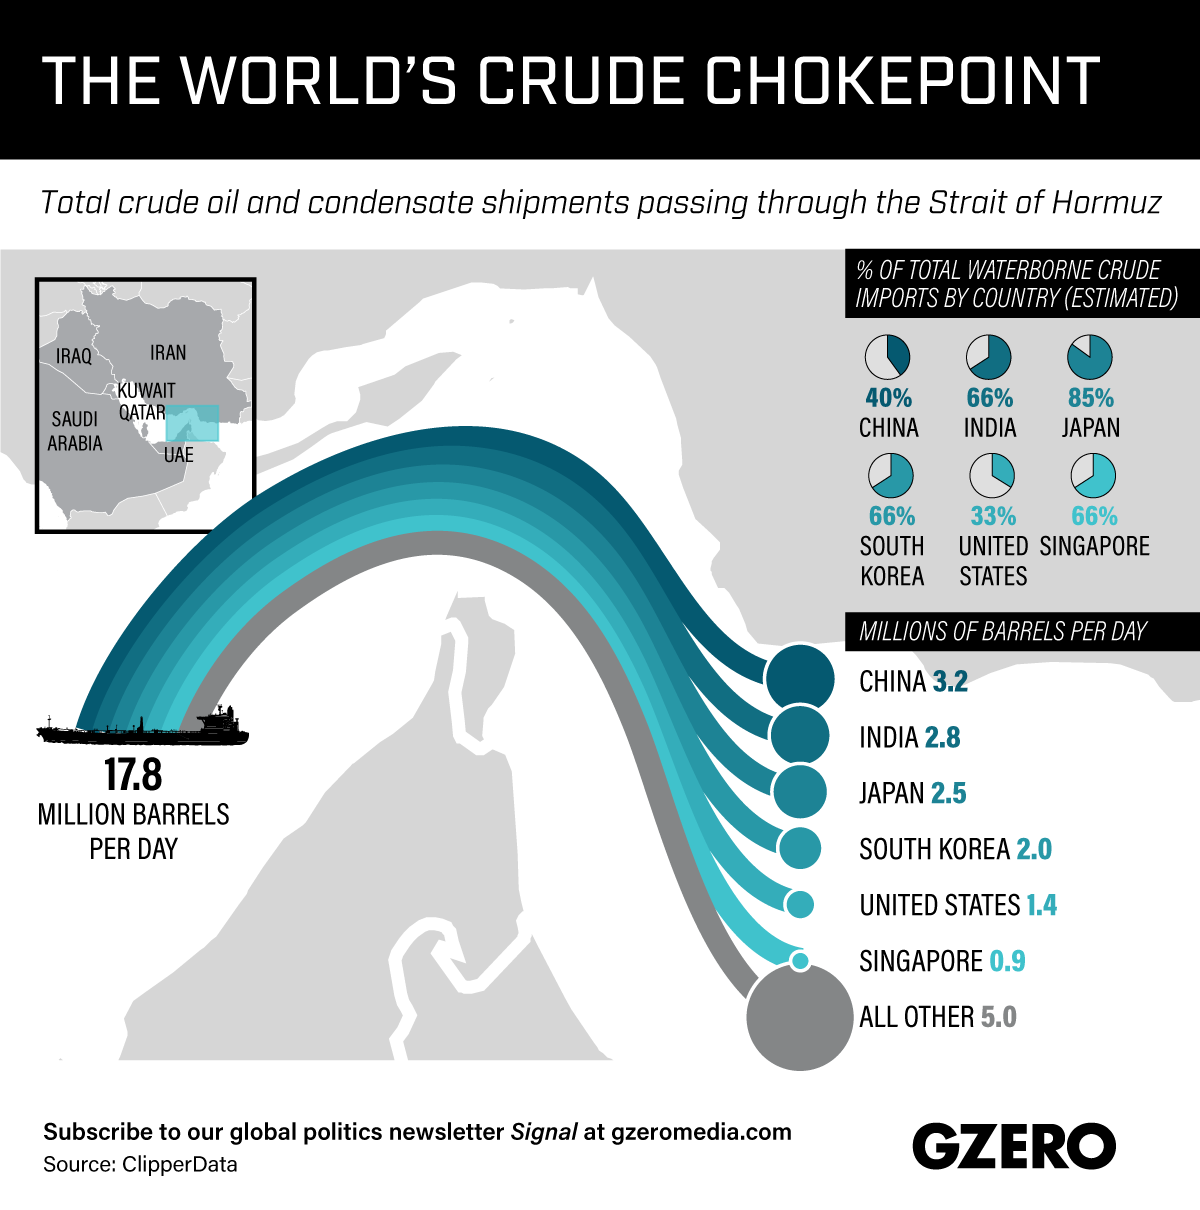 THE WORLD'S CRUDE CHOKEPOINT
Total crude oil and condensate shipments passing through the Strait of Hormuz
IRAQ
IRAN
KUWAIT
QATAR
SAUDI
ARABIA
UAE
% OF TOTAL WATERBORNE CRUDE
IMPORTS BY COUNTRY (ESTIMATED)
40%
CHINA
66%
INDIA
85%
JAPAN
66%
SOUTH
KOREA
33%
UNITED
STATES
66%
SINGAPORE
MILLIONS OF BARRELS PER DAY
CHINA 3.2
INDIA 2.8
JAPAN 2.5
SOUTH KOREA 2.0
UNITED STATES 1.4
SINGAPORE 0.9
ALL OTHER 5.0
17.8
MILLION BARRELS
PER DAY
Subscribe to our global politics newsletter Signal at gzeromedia.com
Source: ClipperData
GZERO